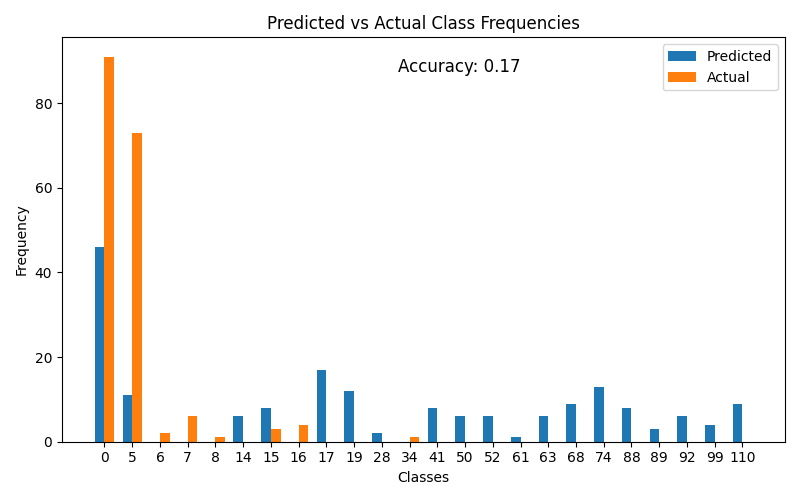 Predicted vs Actual Class Frequencies
Accuracy: 0.17
Predicted
Actual
Frequency
80
60
40
20
0
0 5 6 7 8 14 15 16 17 19 28 34 41 50 52 61 63 68 74 88 89 92 99 110
Classes